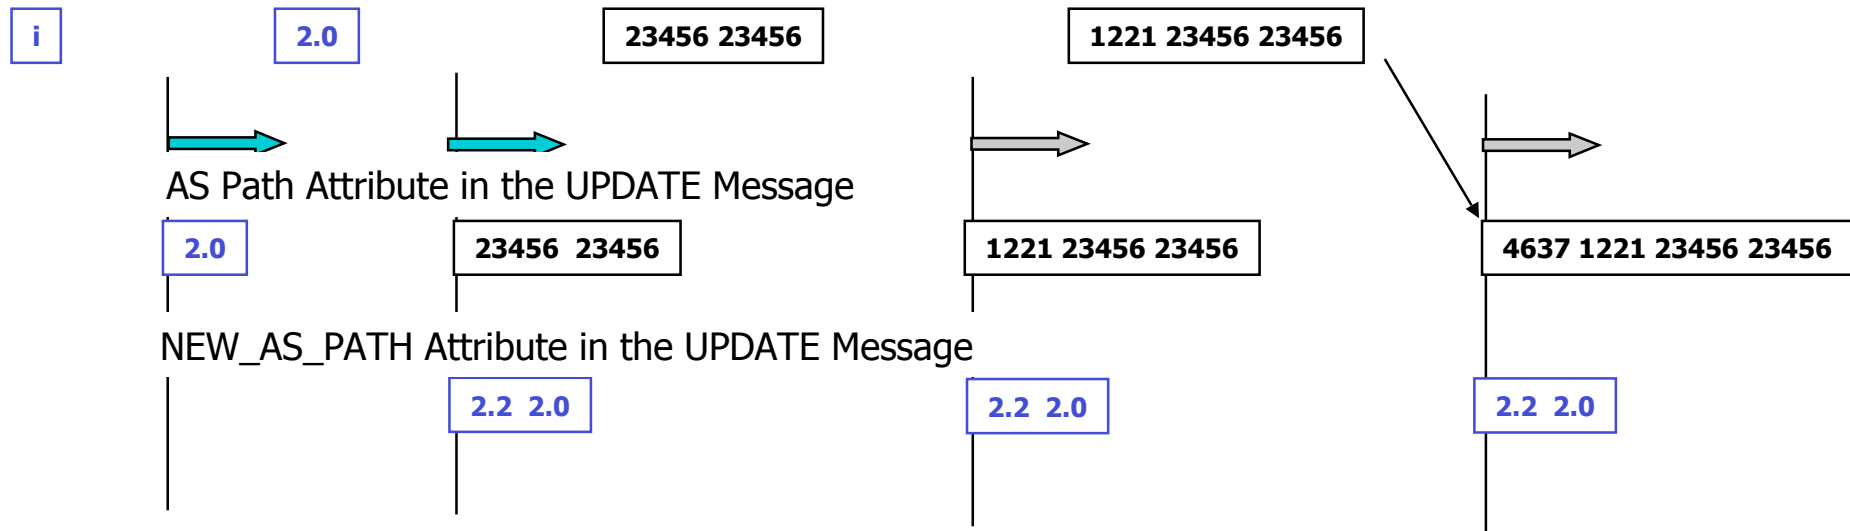 i 2.0 23456 23456 1221 23456 23456
AS Path Attribute in the UPDATE Message
2.0 23456 23456 1221 23456 23456 4637 1221 23456 23456
NEW_AS_PATH Attribute in the UPDATE Message
2.2 2.0 2.2 2.0 2.2 2.0